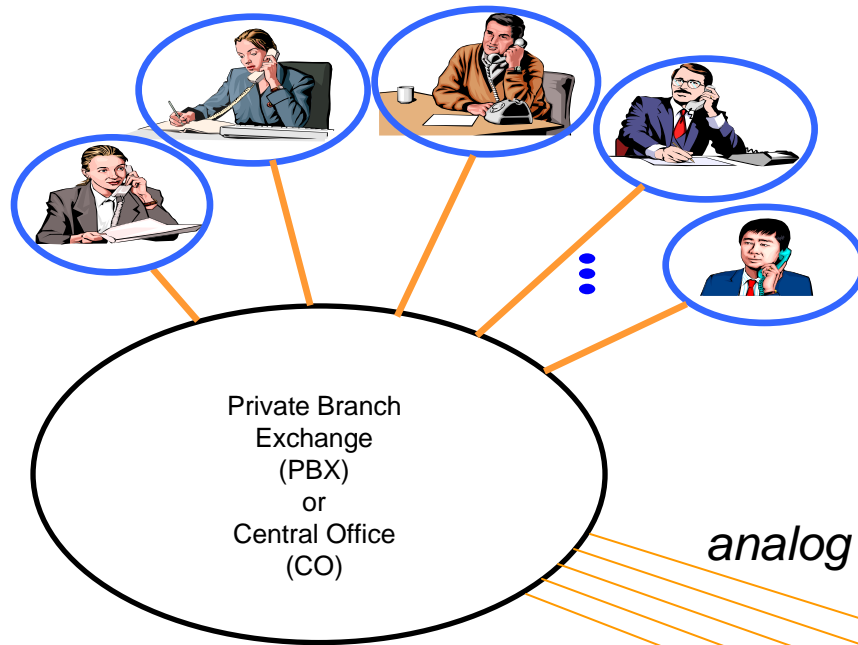 Private Branch
Exchange
(PBX)
or
Central Office
(CO)
analog